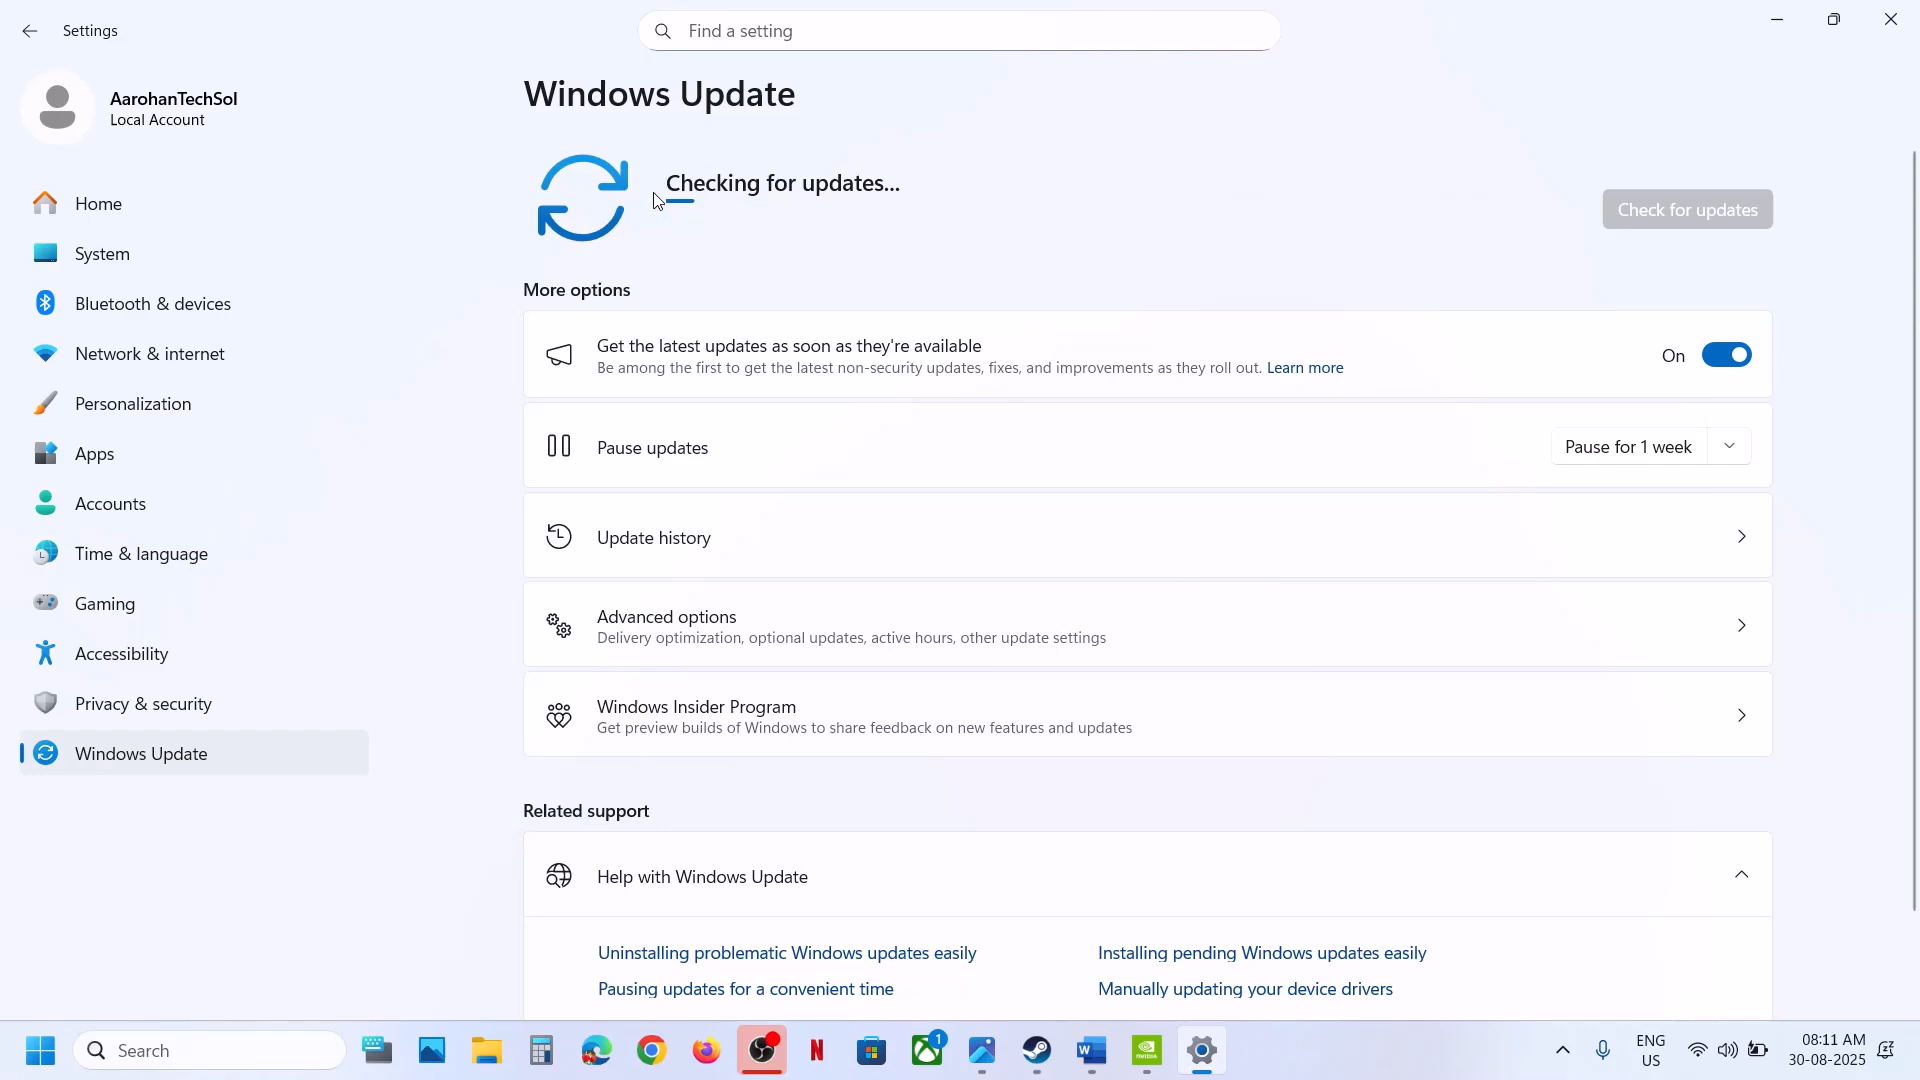 Settings
Find a setting
AarohanTechSol
Local Account
Home
System
Bluetooth & devices
Network & internet
Personalization
Apps
Accounts
Time & language
Gaming
Accessibility
Privacy & security
Windows Update
Windows Update
Checking for updates...
Check for updates
More options
Get the latest updates as soon as they're available
Be among the first to get the latest non-security updates, fixes, and improvements as they roll out. Learn more
On
Pause updates
Pause for 1 week
Update history
Advanced options
Delivery optimization, optional updates, active hours, other update settings
Windows Insider Program
Get preview builds of Windows to share feedback on new features and updates
Related support
Help with Windows Update
Uninstalling problematic Windows updates easily
Installing pending Windows updates easily
Pausing updates for a convenient time
Manually updating your device drivers
Search
N
1
W
NVIDIA
ENG
US
08:11 AM
30-08-2025